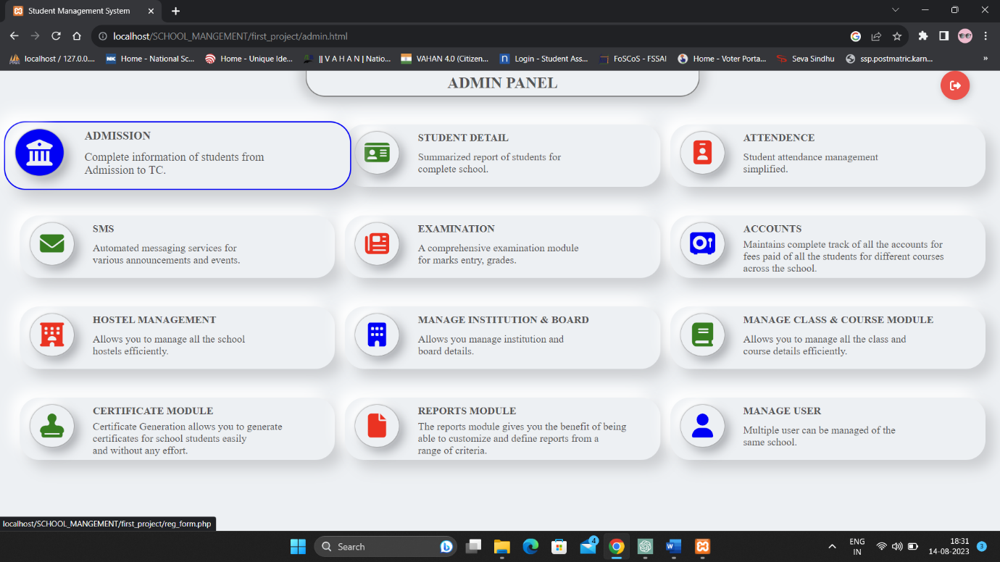 Student Management System
localhost/SCHOOL_MANGEMENT/first_project/admin.html
localhost / 127.0.0.... Home - National Sc... Home - Unique Ide... || V A H A N | Natio... VAHAN 4.0 (Citizen... Login - Student Ass... FoSCoS - FSSAI Home - Voter Porta... Seva Sindhu ssp.postmatric.karn... »
ADMIN PANEL
ADMISSION
Complete information of students from
Admission to TC.
STUDENT DETAIL
Summarized report of students for
complete school.
ATTENDENCE
Student attendance management
simplified.
SMS
Automated messaging services for
various announcements and events.
EXAMINATION
A comprehensive examination module
for marks entry, grades.
ACCOUNTS
Maintains complete track of all the accounts for
fees paid of all the students for different courses
across the school.
HOSTEL MANAGEMENT
Allows you to manage all the school
hostels efficiently.
MANAGE INSTITUTION & BOARD
Allows you manage institution and
board details.
MANAGE CLASS & COURSE MODULE
Allows you to manage all the class and
course details efficiently.
CERTIFICATE MODULE
Certificate Generation allows you to generate
certificates for school students easily
and without any effort.
REPORTS MODULE
The reports module gives you the benefit of being
able to customize and define reports from a
range of criteria.
MANAGE USER
Multiple user can be managed of the
same school.
localhost/SCHOOL_MANGEMENT/first_project/reg_form.php
Search
4
ENG
IN
18:31
14-08-2023
3